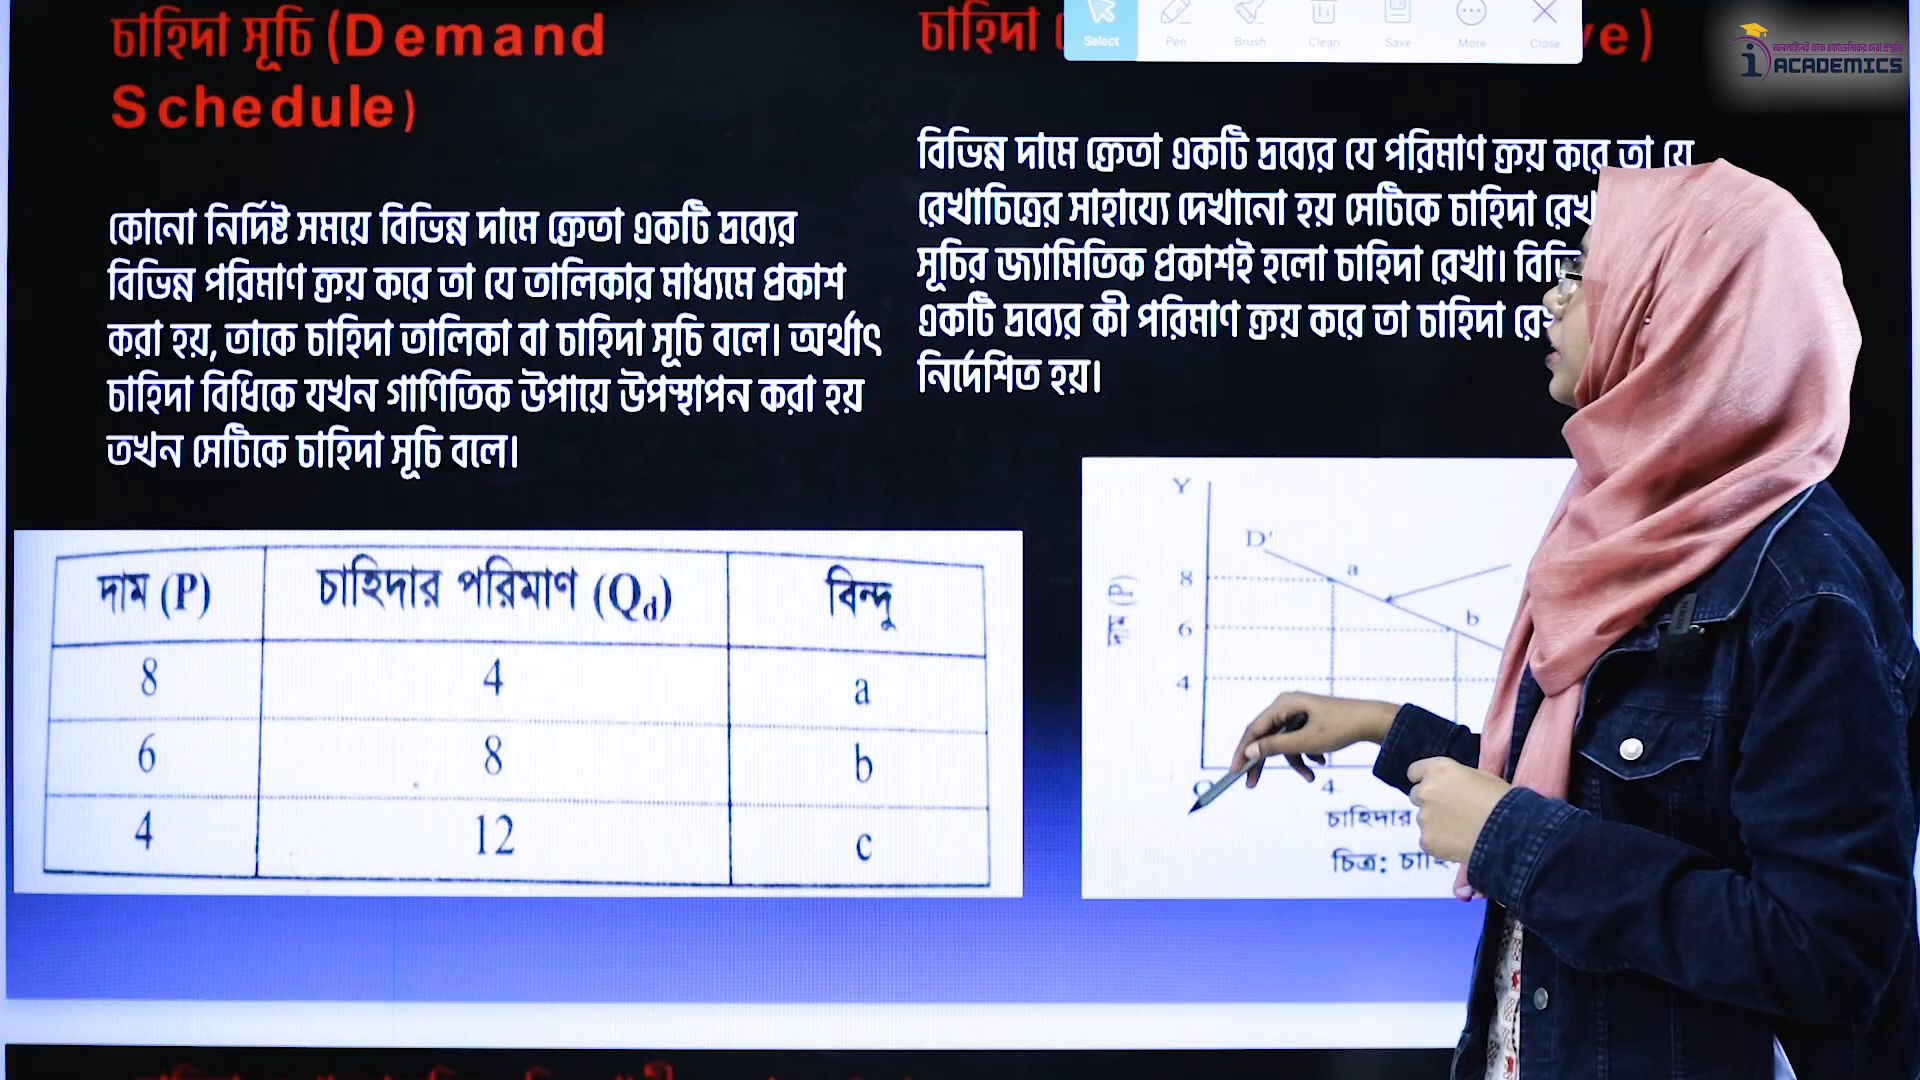 চাহিদা সূচি (Demand
Schedule)
কোনো নির্দিষ্ট সময়ে বিভিন্ন দামে ক্রেতা একটি দ্রব্যের
বিভিন্ন পরিমাণ ক্রয় করে তা যে তালিকার মাধ্যমে প্রকাশ
করা হয়, তাকে চাহিদা তালিকা বা চাহিদা সূচি বলে। অর্থাৎ
চাহিদা বিধিকে যখন গাণিতিক উপায়ে উপস্থাপন করা হয়
তখন সেটিকে চাহিদা সূচি বলে।
দাম (P) চাহিদার পরিমাণ (Qd) বিন্দু
8 4 a
6 8 b
4 12 c
চাহিদা
Select Pen Brush Clean Save More Close
ACADEMICS
বিভিন্ন দামে ক্রেতা একটি দ্রব্যের যে পরিমাণ ক্রয় করে তা যে
রেখাচিত্রের সাহায্যে দেখানো হয় সেটিকে চাহিদা
সূচির জ্যামিতিক প্রকাশই হলো চাহিদা রেখা।
একটি দ্রব্যের কী পরিমাণ ক্রয় করে তা চাহিদা
নির্দেশিত হয়।
Y
D'
a
8
b
6
4
দাম (P)
4
চাহিদার
চিত্র: